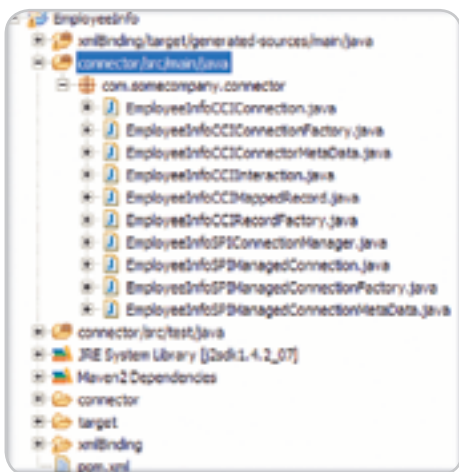 EmployeeInfo
xmlBinding/target/generated-sources/main/java
connector/src/main/java
com.somecompany.connector
EmployeeInfoCCIConnection.java
EmployeeInfoCCIConnectionFactory.java
EmployeeInfoCCIConnectorMetaData.java
EmployeeInfoCCIInteraction.java
EmployeeInfoCCIMappedRecord.java
EmployeeInfoCCIRecordFactory.java
EmployeeInfoSPIConnectionManager.java
EmployeeInfoSPIManagedConnection.java
EmployeeInfoSPIManagedConnectionFactory.java
EmployeeInfoSPIManagedConnectionMetaData.java
connector/src/test/java
JRE System Library [j2sdk1.4.2_07]
Maven2 Dependencies
connector
target
xmlBinding
pom.xml